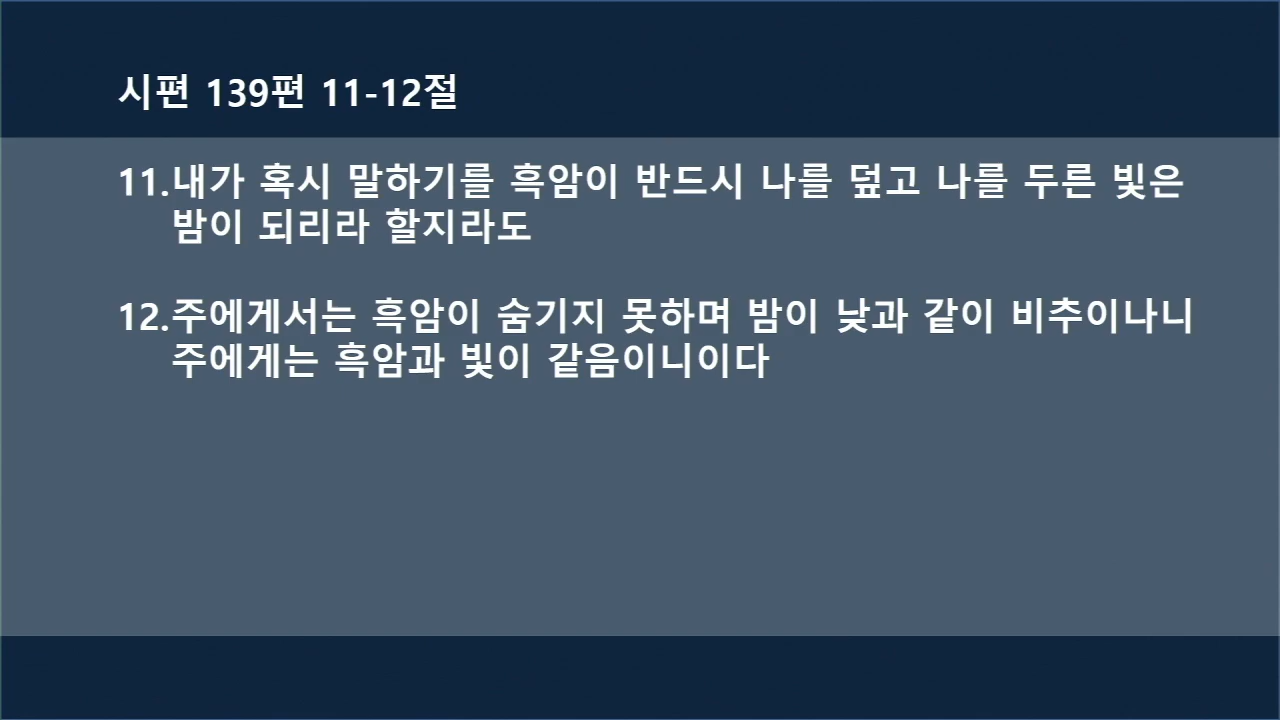 시편 139편 11-12절
11.내가 혹시 말하기를 흑암이 반드시 나를 덮고 나를 두른 빛은
밤이 되리라 할지라도
12.주에게서는 흑암이 숨기지 못하며 밤이 낮과 같이 비추이나니
주에게는 흑암과 빛이 같음이니이다